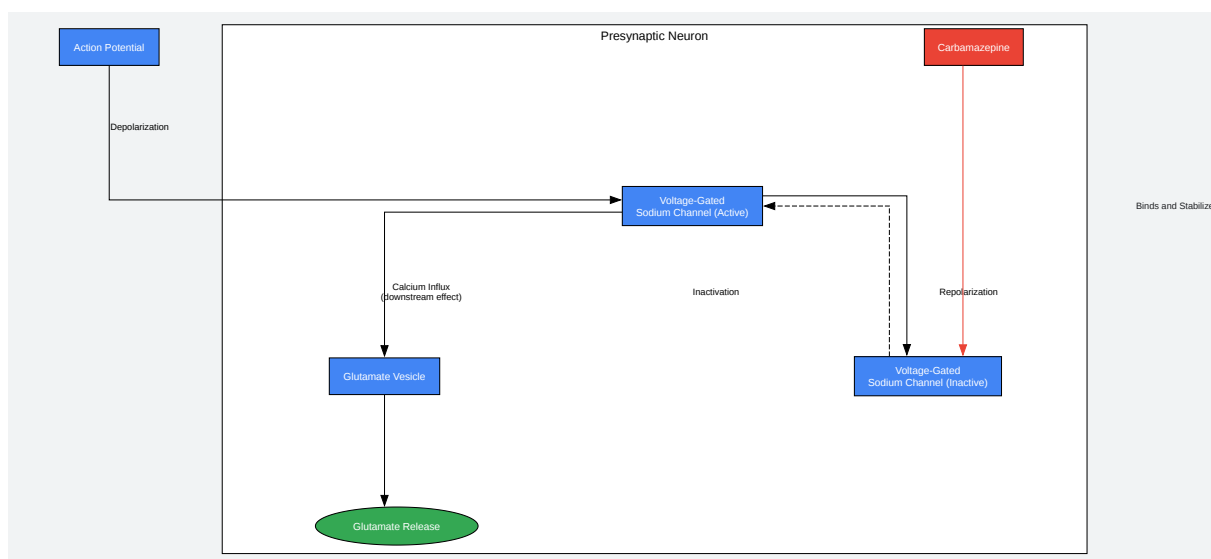 Presynaptic Neuron
Action Potential
Carbamazepine
Depolarization
Voltage-Gated
Sodium Channel (Active)
Binds and Stabilize
Calcium Influx
(downstream effect)
Inactivation
Repolarization
Glutamate Vesicle
Voltage-Gated
Sodium Channel (Inactive)
Glutamate Release